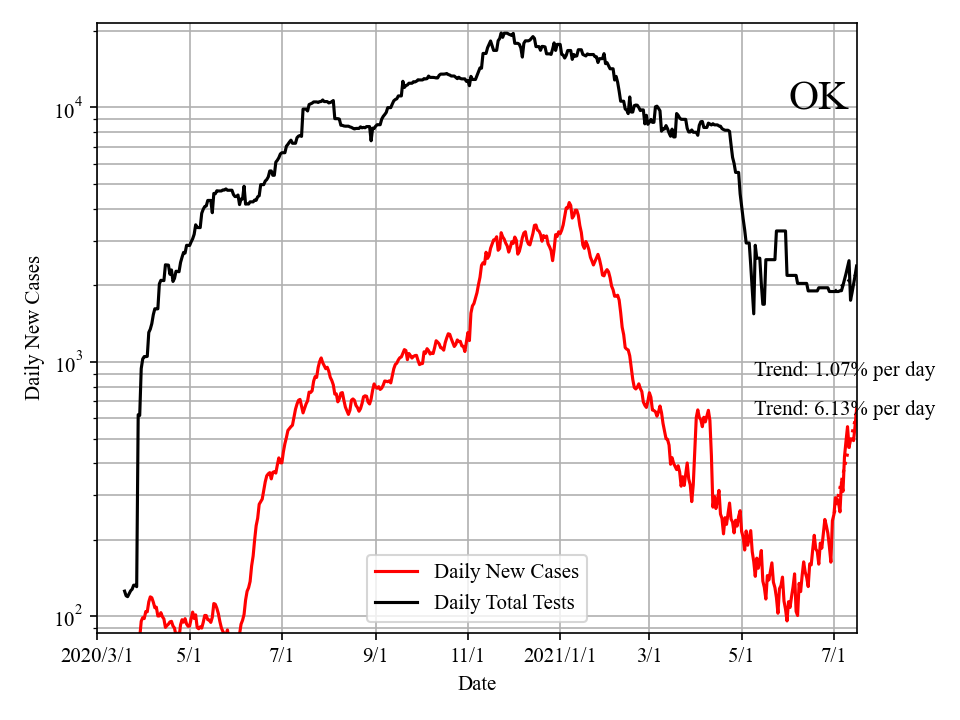 OK
10^4
10^3
10^2
Daily New Cases
Trend: 1.07% per day
Trend: 6.13% per day
Daily New Cases
Daily Total Tests
2020/3/1 5/1 7/1 9/1 11/1 2021/1/1 3/1 5/1 7/1
Date